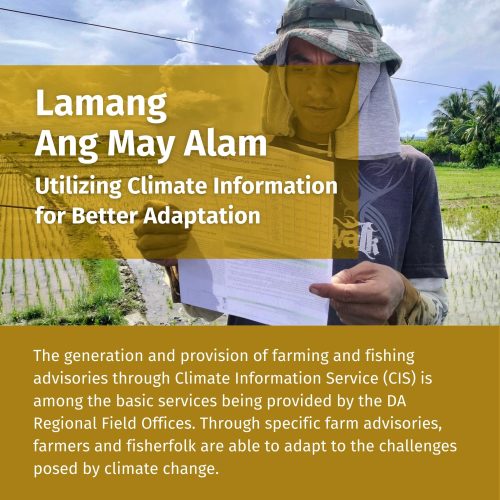 Lamang
Ang May Alam
Utilizing Climate Information
for Better Adaptation
The generation and provision of farming and fishing
advisories through Climate Information Service (CIS) is
among the basic services being provided by the DA
Regional Field Offices. Through specific farm advisories,
farmers and fisherfolk are able to adapt to the challenges
posed by climate change.